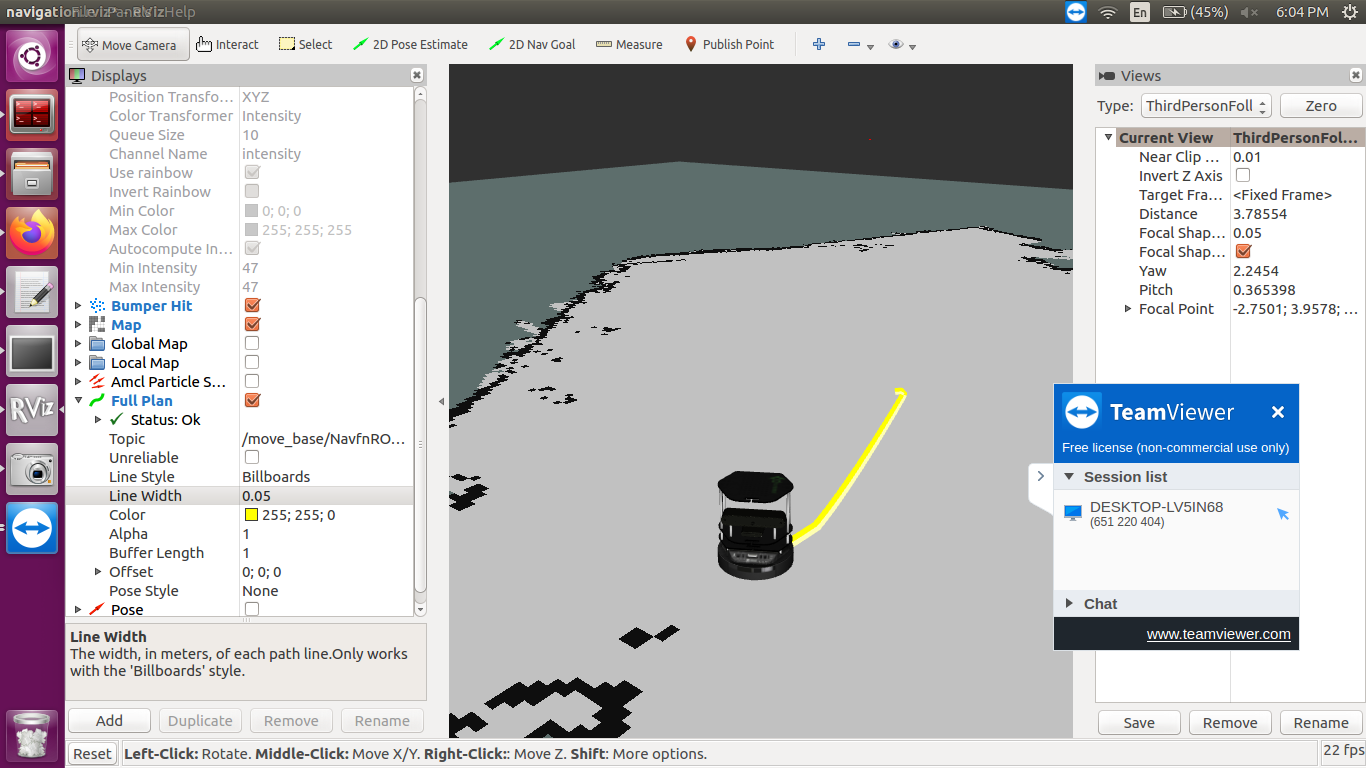 navigation.rviz* - RViz Help
En
(45%)
6:04 PM
Move Camera
Interact
Select
2D Pose Estimate
2D Nav Goal
Measure
Publish Point
Displays
Position Transfo... XYZ
Color Transformer Intensity
Queue Size 10
Channel Name intensity
Use rainbow
Invert Rainbow
Min Color 0; 0; 0
Max Color 255; 255; 255
Autocompute In...
Min Intensity 47
Max Intensity 47
Bumper Hit
Map
Global Map
Local Map
Amcl Particle S...
Full Plan
Status: Ok
Topic /move_base/NavfnRO...
Unreliable
Line Style Billboards
Line Width 0.05
Color 255; 255; 0
Alpha 1
Buffer Length 1
Offset 0; 0; 0
Pose Style None
Pose
Line Width
The width, in meters, of each path line.Only works
with the 'Billboards' style.
Add
Duplicate
Remove
Rename
Reset
Left-Click: Rotate. Middle-Click: Move X/Y. Right-Click:: Move Z. Shift: More options.
22 fps
RViz
Views
Type: ThirdPersonFoll
Zero
Current View ThirdPersonFol...
Near Clip ... 0.01
Invert Z Axis
Target Fra... <Fixed Frame>
Distance 3.78554
Focal Shap... 0.05
Focal Shap...
Yaw 2.2454
Pitch 0.365398
Focal Point -2.7501; 3.9578; ...
TeamViewer
Free license (non-commercial use only)
Session list
DESKTOP-LV5IN68
(651 220 404)
Chat
www.teamviewer.com
Save
Remove
Rename